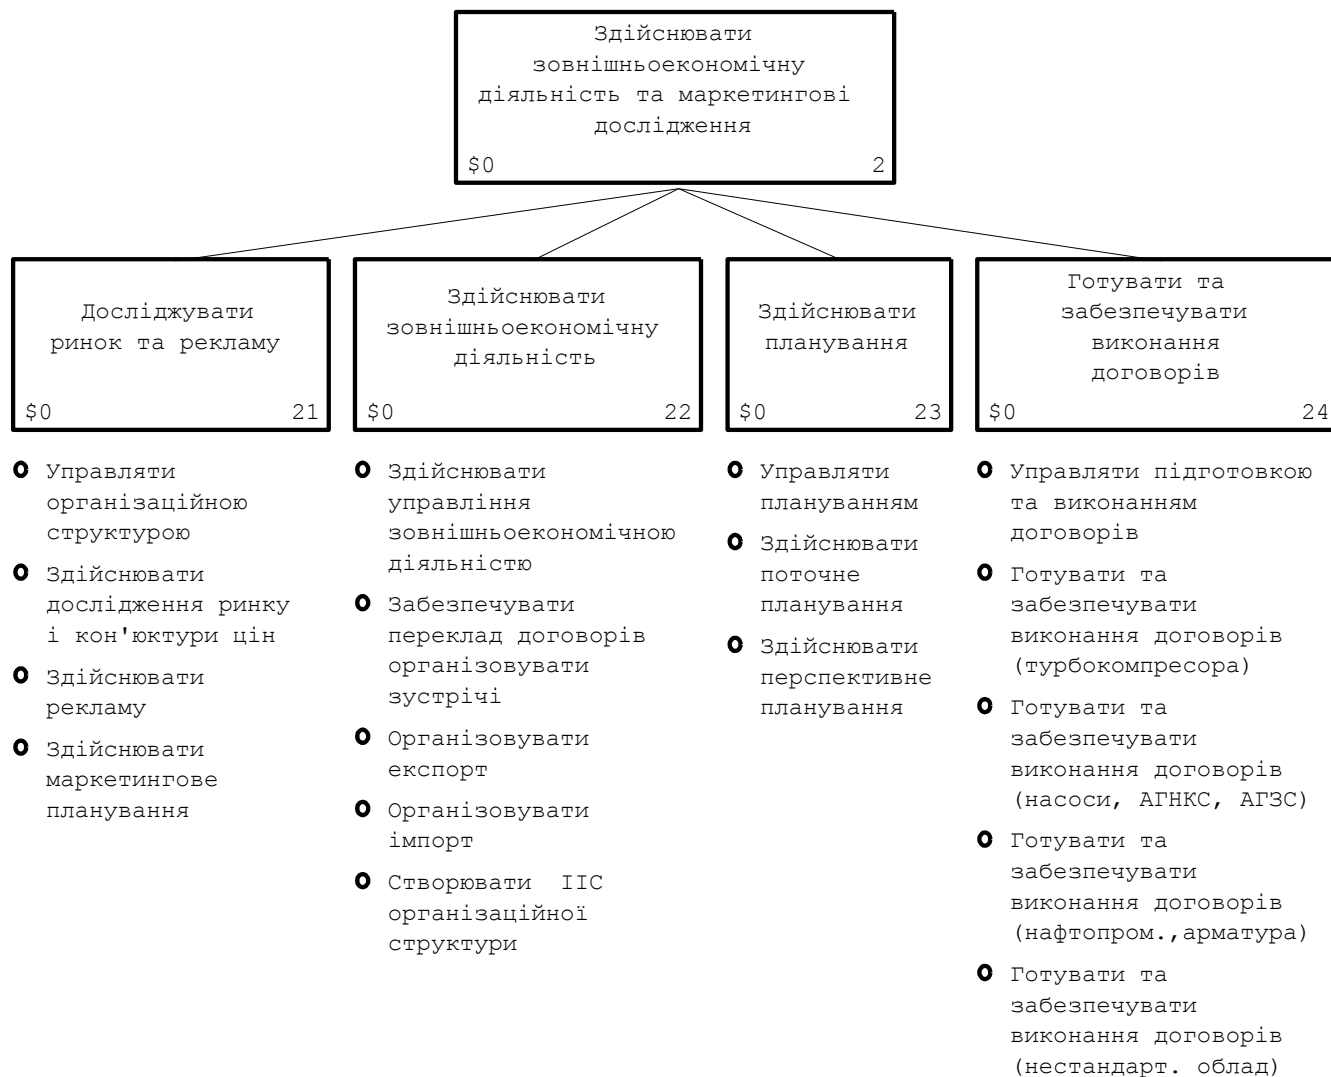 Здійснювати
зовнішньоекономічну
діяльність та маркетингові
дослідження
$0 2
Досліджувати
ринок та рекламу
$0 21
Здійснювати
зовнішньоекономічну
діяльність
$0 22
Здійснювати
планування
$0 23
Готувати та
забезпечувати
виконання
договорів
$0 24
Управляти
організаційною
структурою
Здійснювати
дослідження ринку
і кон'юктури цін
Здійснювати
рекламу
Здійснювати
маркетингове
планування
Здійснювати
управління
зовнішньоекономічною
діяльністю
Забезпечувати
переклад договорів
організовувати
зустрічі
Організовувати
експорт
Організовувати
імпорт
Створювати ІІС
організаційної
структури
Управляти
плануванням
Здійснювати
поточне
планування
Здійснювати
перспективне
планування
Управляти підготовкою
та виконанням
договорів
Готувати та
забезпечувати
виконання договорів
(турбокомпресора)
Готувати та
забезпечувати
виконання договорів
(насоси, АГНКС, АГЗС)
Готувати та
забезпечувати
виконання договорів
(нафтопром.,арматура)
Готувати та
забезпечувати
виконання договорів
(нестандарт. облад)